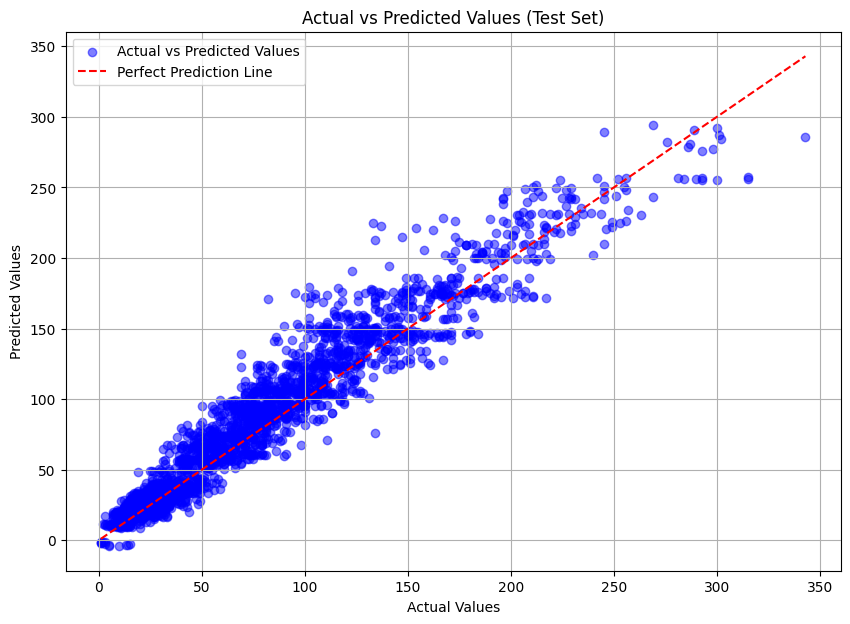 Actual vs Predicted Values (Test Set)
Actual vs Predicted Values
Perfect Prediction Line
Predicted Values
350
300
250
200
150
100
50
0
0 50 100 150 200 250 300 350
Actual Values